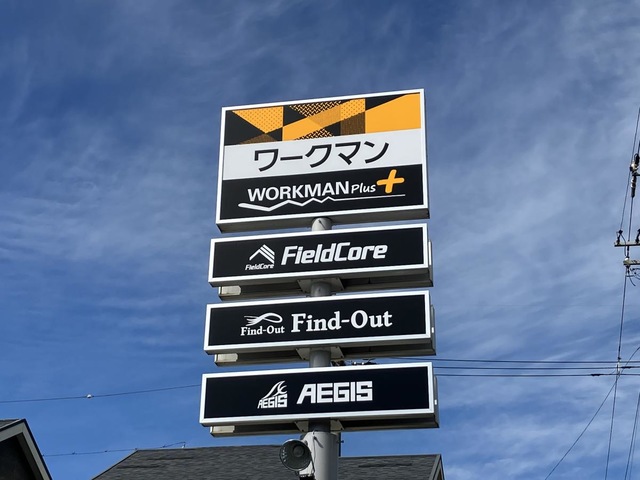 ワークマン
WORKMAN Plus+
FieldCore FieldCore
Find-Out Find-Out
AEGIS AEGIS